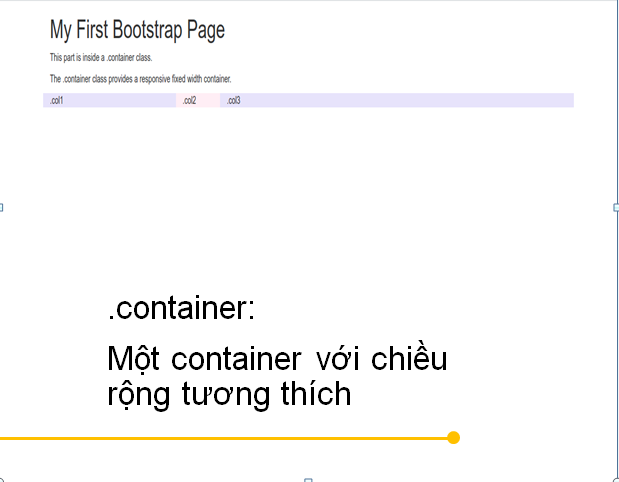 My First Bootstrap Page
This part is inside a .container class.
The .container class provides a responsive fixed width container.
.col1 .col2 .col3
.container:
Một container với chiều
rộng tương thích